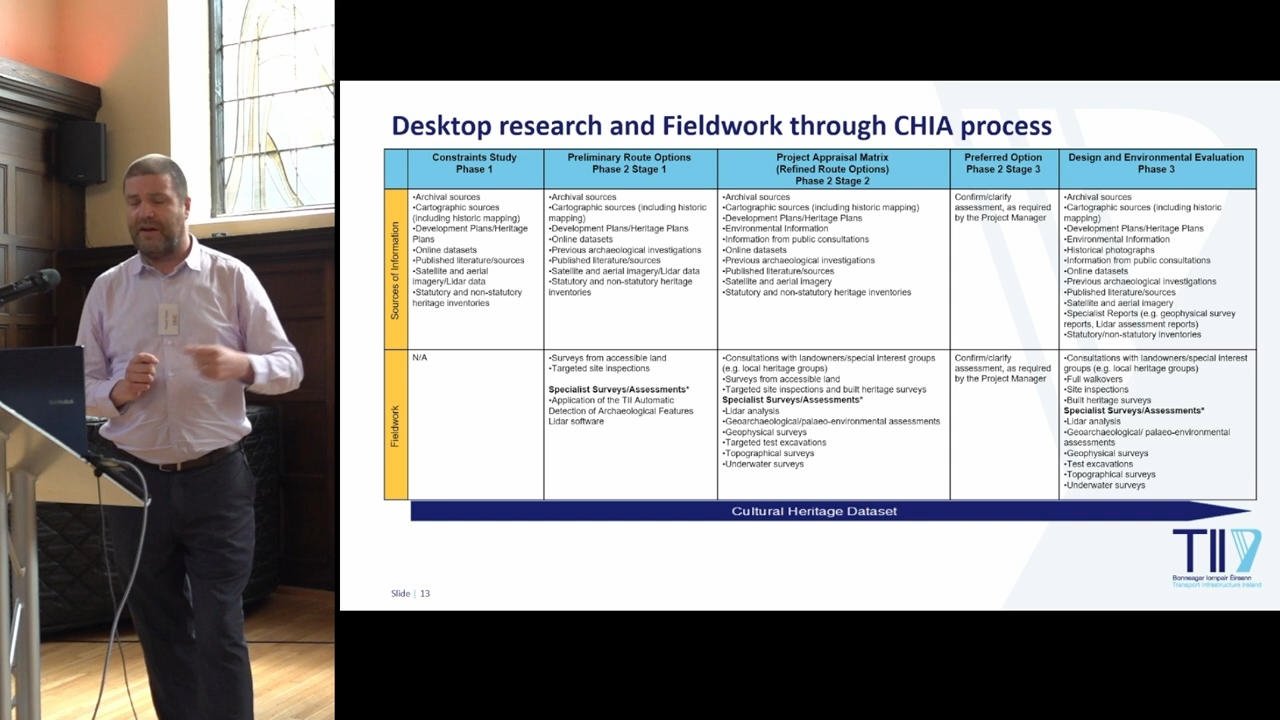 Desktop research and Fieldwork through CHIA process
Constraints Study
Phase 1
Preliminary Route Options
Phase 2 Stage 1
Project Appraisal Matrix
(Refined Route Options)
Phase 2 Stage 2
Preferred Option
Phase 2 Stage 3
Design and Environmental Evaluation
Phase 3
Sources of Information
•Archival sources
•Cartographic sources
(including historic mapping)
•Development Plans/Heritage
Plans
•Online datasets
•Published literature/sources
•Satellite and aerial
imagery/Lidar data
•Statutory and non-statutory
heritage inventories
•Archival sources
•Cartographic sources (including historic
mapping)
•Development Plans/Heritage Plans
•Online datasets
•Previous archaeological investigations
•Published literature/sources
•Satellite and aerial imagery/Lidar data
•Statutory and non-statutory heritage
inventories
•Archival sources
•Cartographic sources (including historic mapping)
•Development Plans/Heritage Plans
•Environmental Information
•Information from public consultations
•Online datasets
•Previous archaeological investigations
•Published literature/sources
•Satellite and aerial imagery
•Statutory and non-statutory heritage inventories
Confirm/clarify
assessment, as required
by the Project Manager
•Archival sources
•Cartographic sources (including historic
mapping)
•Development Plans/Heritage Plans
•Environmental Information
•Historical photographs
•Information from public consultations
•Online datasets
•Previous archaeological investigations
•Published literature/sources
•Satellite and aerial imagery
•Specialist Reports (e.g. geophysical survey
reports, Lidar assessment reports)
•Statutory/non-statutory inventories
Fieldwork
N/A
•Surveys from accessible land
•Targeted site inspections
Specialist Surveys/Assessments*
•Application of the TII Automatic
Detection of Archaeological Features
Lidar software
•Consultations with landowners/special interest groups
(e.g. local heritage groups)
•Surveys from accessible land
•Targeted site inspections and built heritage surveys
Specialist Surveys/Assessments*
•Lidar analysis
•Geoarchaeological/palaeo-environmental assessments
•Geophysical surveys
•Targeted test excavations
•Topographical surveys
•Underwater surveys
Confirm/clarify
assessment, as required
by the Project Manager
•Consultations with landowners/special interest
groups (e.g. local heritage groups)
•Full walkovers
•Site inspections
•Built heritage surveys
Specialist Surveys/Assessments*
•Lidar analysis
•Geoarchaeological/ palaeo-environmental
assessments
•Geophysical surveys
•Test excavations
•Topographical surveys
•Underwater surveys
Cultural Heritage Dataset
TII
Bonneagar Iompair Éireann
Transport Infrastructure Ireland
Slide | 13